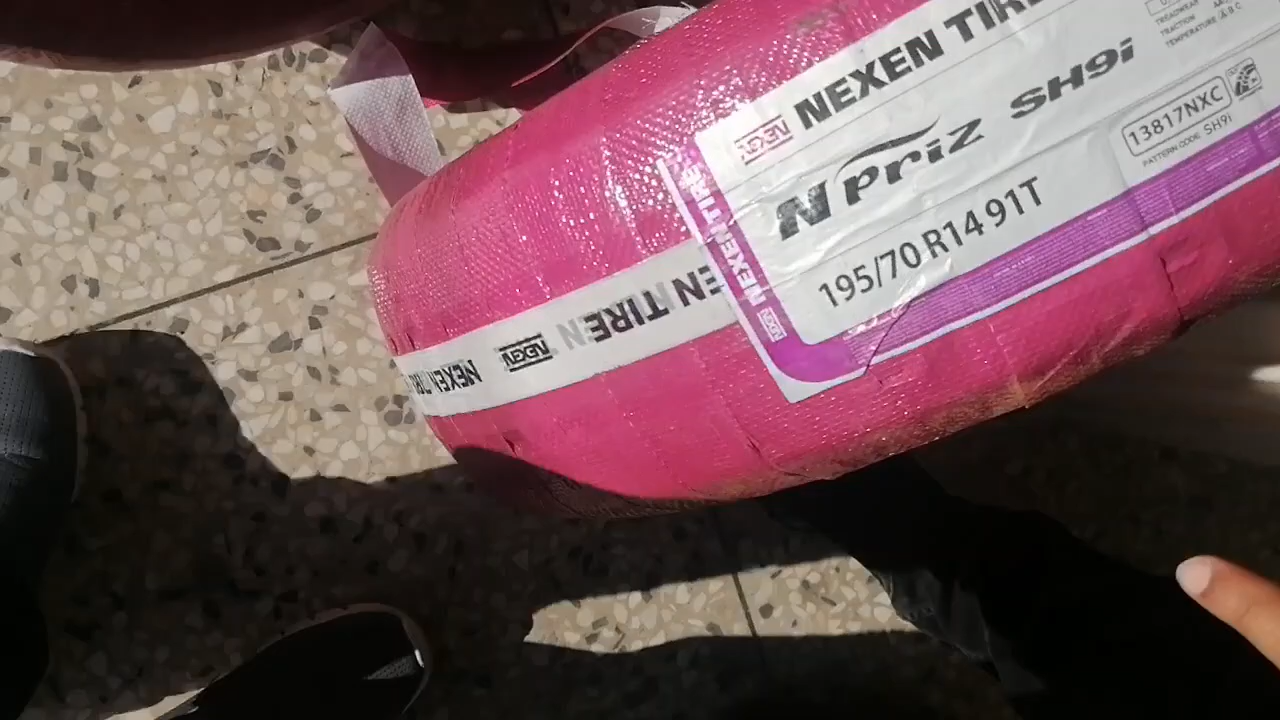 NEXEN TIRE
N priz SH9i
195/70 R14 91T
TREADWEAR
TRACTION
TEMPERATURE A B C
13817NXC
PATTERN CODE SH9i
NEXEN TIRE
NEXEN
NEXEN
EN TIRE N
NEXEN
NEXEN TIRE